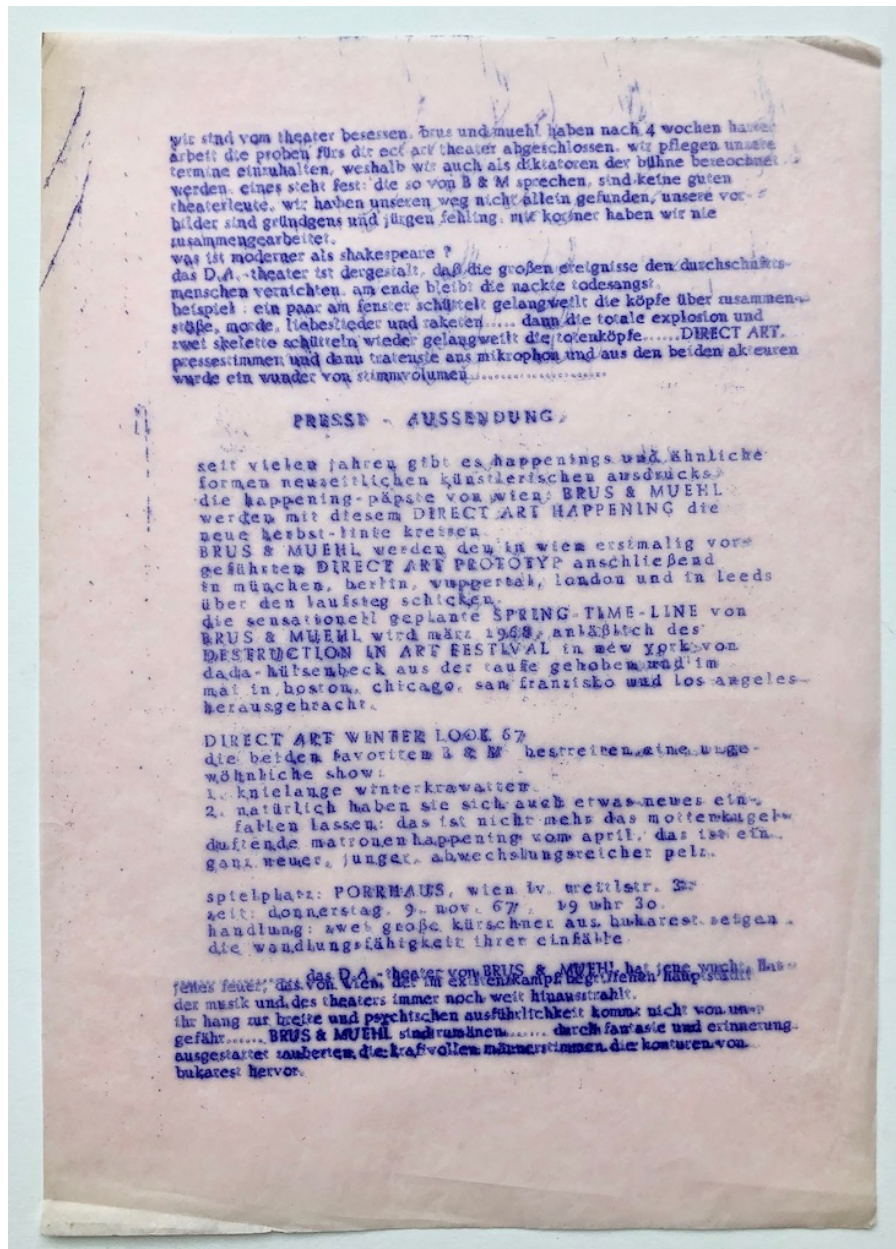 wir sind vom theater besessen. brus und muehl haben nach 4 wochen harter
arbeit die proben fürs direct art theater abgeschlossen. wir pflegen unsere
termine einzuhalten, weshalb wir auch als diktatoren der bühne bezeochnet
werden. eines steht fest: die so von B & M sprechen, sind keine guten
theaterleute. wir haben unseren weg nicht allein gefunden, unsere vor-
bilder sind gründgens und jürgen fehling. mit kortner haben wir nie
zusammengearbeitet.
was ist moderner als shakespeare ?
das D.A.-theater ist dergestalt, daß die großen ereignisse den durchschnitts-
menschen vernichten. am ende bleibt die nackte todesangst.
beispiel : ein paar am fenster schüttelt gelangweilt die köpfe über zusammen-
stöße, morde, liebeslieder und raketen..... dann die totale explosion und
zwei skelette schütteln wieder gelangweilt die totenköpfe.......DIRECT ART.
pressestimmen und dann traten sie ans mikrophon und aus den beiden akteuren
wurde ein wunder von stimmvolumen.....................
PRESSE - AUSSENDUNG
seit vielen jahren gibt es happenings und ähnliche
formen neuzeitlichen künstlerischen ausdrucks
die happening-päpste von wien: BRUS & MUEHL
werden mit diesem DIRECT ART HAPPENING die
neue herbst-linie kreieren
BRUS & MUEHL werden den in wien erstmalig vor-
geführten DIRECT ART PROTOTYP anschließend
in münchen, berlin, wuppertal, london und in leeds
über den laufsteg schicken.
die sensationell geplante SPRING-TIME-LINE von
BRUS & MUEHL wird märz 1968, anläßlich des
DESTRUCTION IN ART FESTIVAL in new york von
dada-hülsenbeck aus der taufe gehoben und im
mai in boston, chicago, san franzisko und los angeles
herausgebracht.
DIRECT ART WINTER LOOK 67
die beiden favoriten B & M bestreiten eine unge-
wöhnliche show:
1. knielange winterkrawatten
2. natürlich haben sie sich auch etwas neues ein-
fallen lassen: das ist nicht mehr das mottenkugel-
duftende matronenhappening vom april, das ist ein
ganz neuer, junger, abwechslungsreicher pelz.
spielplatz: PORRHAUS, wien iv.
zeit: donnerstag, 9. nov. 67, 19 uhr 30.
handlung: zwei große kürschner aus bukarest zeigen
die wandlungsfähigkeit ihrer einfälle
das D.A.-theater von BRUS & MUEHL hat jene wucht,
jenes feuer, das von wien, der im existenzkampf begriffenen hauptstadt
der musik und des theaters immer noch weit hinausstrahlt.
ihr hang zur breite und psychischen ausführlichkeit kommt nicht von un-
gefähr...... BRUS & MUEHL sind rumänen....... durch fantasie und erinnerung
ausgestattet zauberten die kraftvollen männerstimmen die konturen von
bukarest hervor.